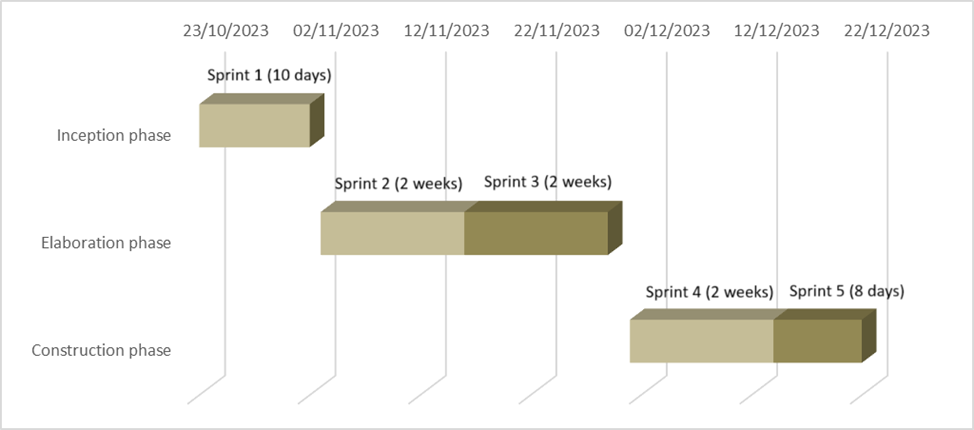 23/10/2023 02/11/2023 12/11/2023 22/11/2023 02/12/2023 12/12/2023 22/12/2023
Sprint 1 (10 days)
Inception phase
Sprint 2 (2 weeks) Sprint 3 (2 weeks)
Elaboration phase
Sprint 4 (2 weeks) Sprint 5 (8 days)
Construction phase